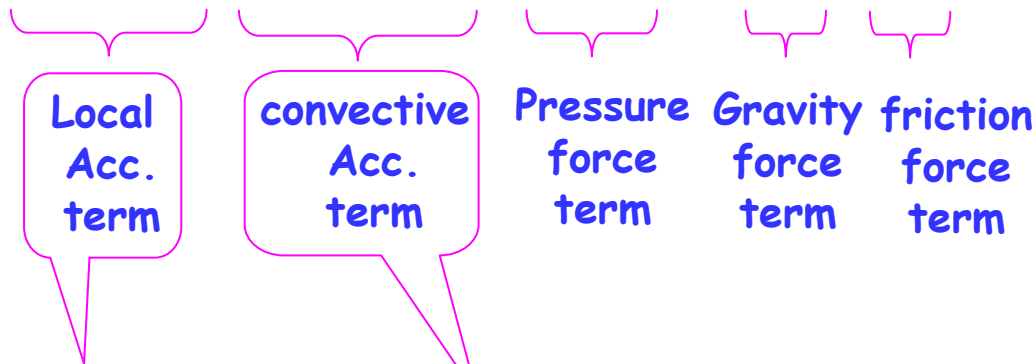 Local
Acc.
term
convective
Acc.
term
Pressure
force
term
Gravity
force
term
friction
force
term